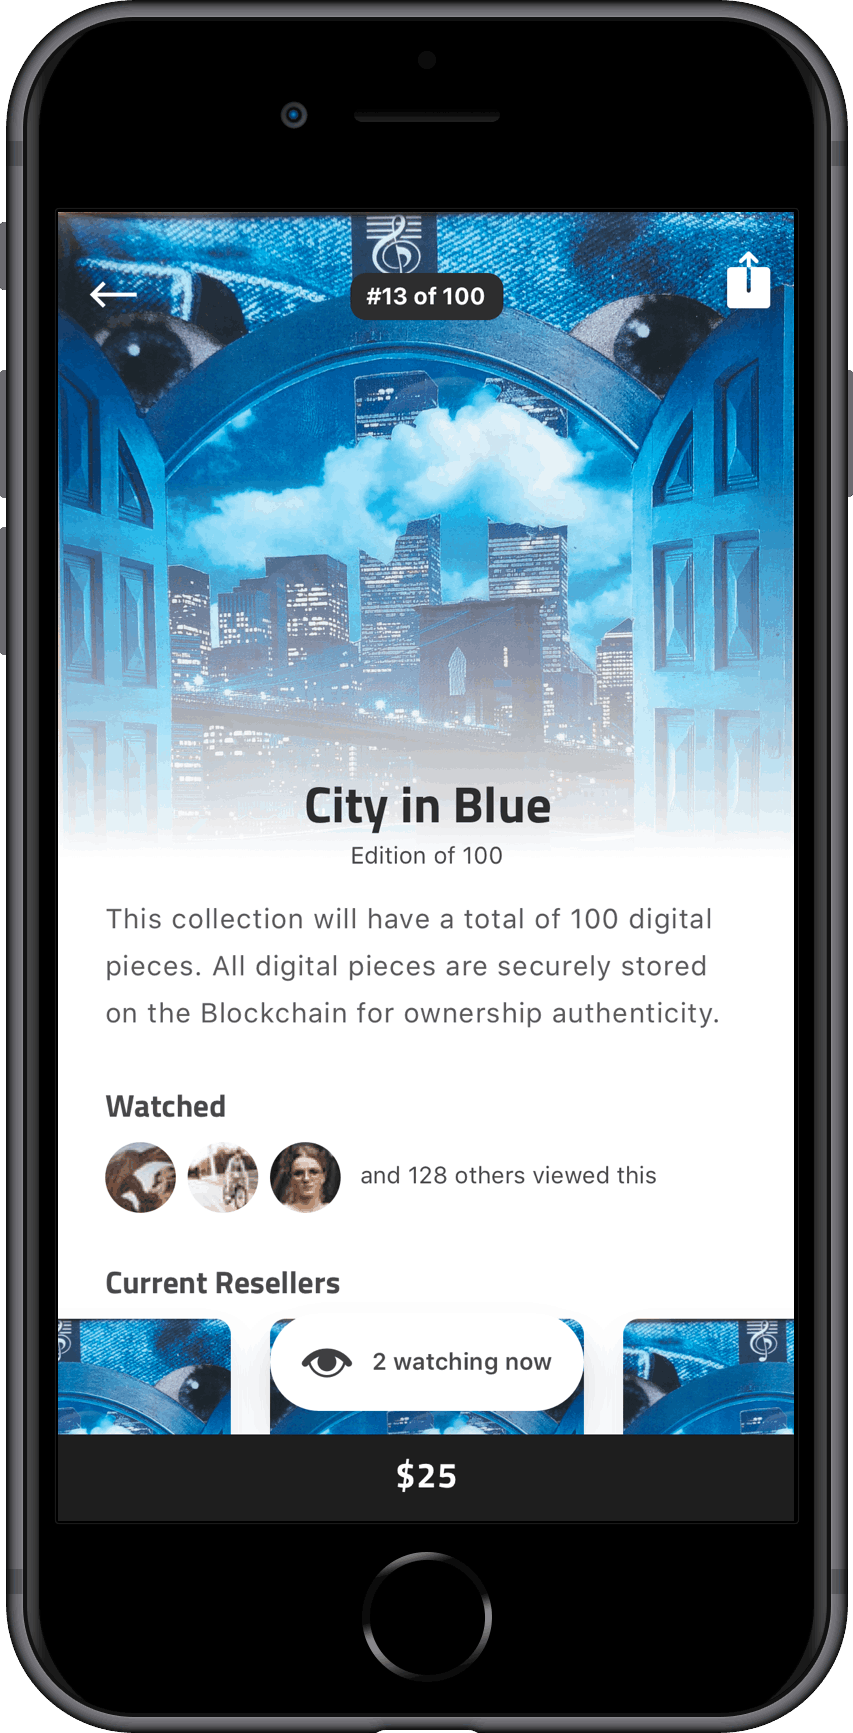 #13 of 100
City in Blue
Edition of 100
This collection will have a total of 100 digital
pieces. All digital pieces are securely stored
on the Blockchain for ownership authenticity.
Watched
and 128 others viewed this
Current Resellers
2 watching now
$25